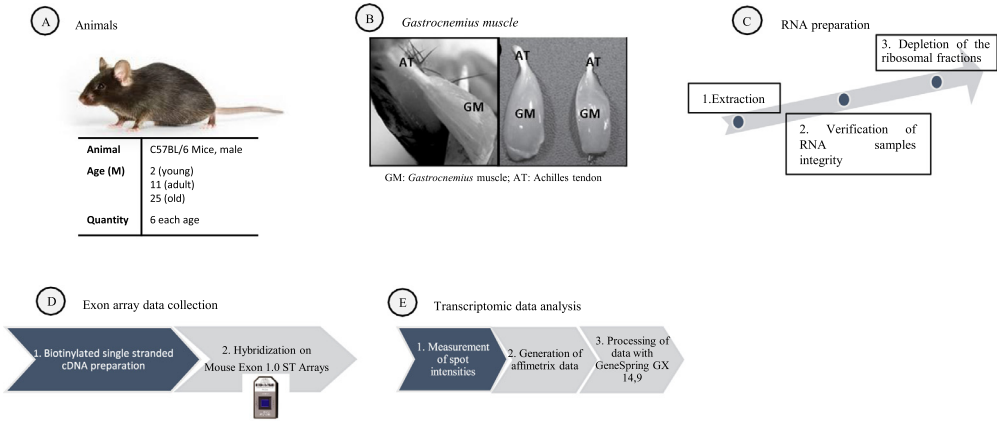 A
Animals
Animal C57BL/6 Mice, male
Age (M) 2 (young)
11 (adult)
25 (old)
Quantity 6 each age
B
Gastrocnemius muscle
AT
GM
AT
AT
GM
GM
GM: Gastrocnemius muscle; AT: Achilles tendon
C
RNA preparation
1.Extraction
2. Verification of
RNA samples
integrity
3. Depletion of the
ribosomal fractions
D
Exon array data collection
1. Biotinylated single stranded
cDNA preparation
2. Hybridization on
Mouse Exon 1.0 ST Arrays
E
Transcriptomic data analysis
1. Measurement
of spot
intensities
2. Generation of
affimetrix data
3. Processing of
data with
GeneSpring GX
14,9